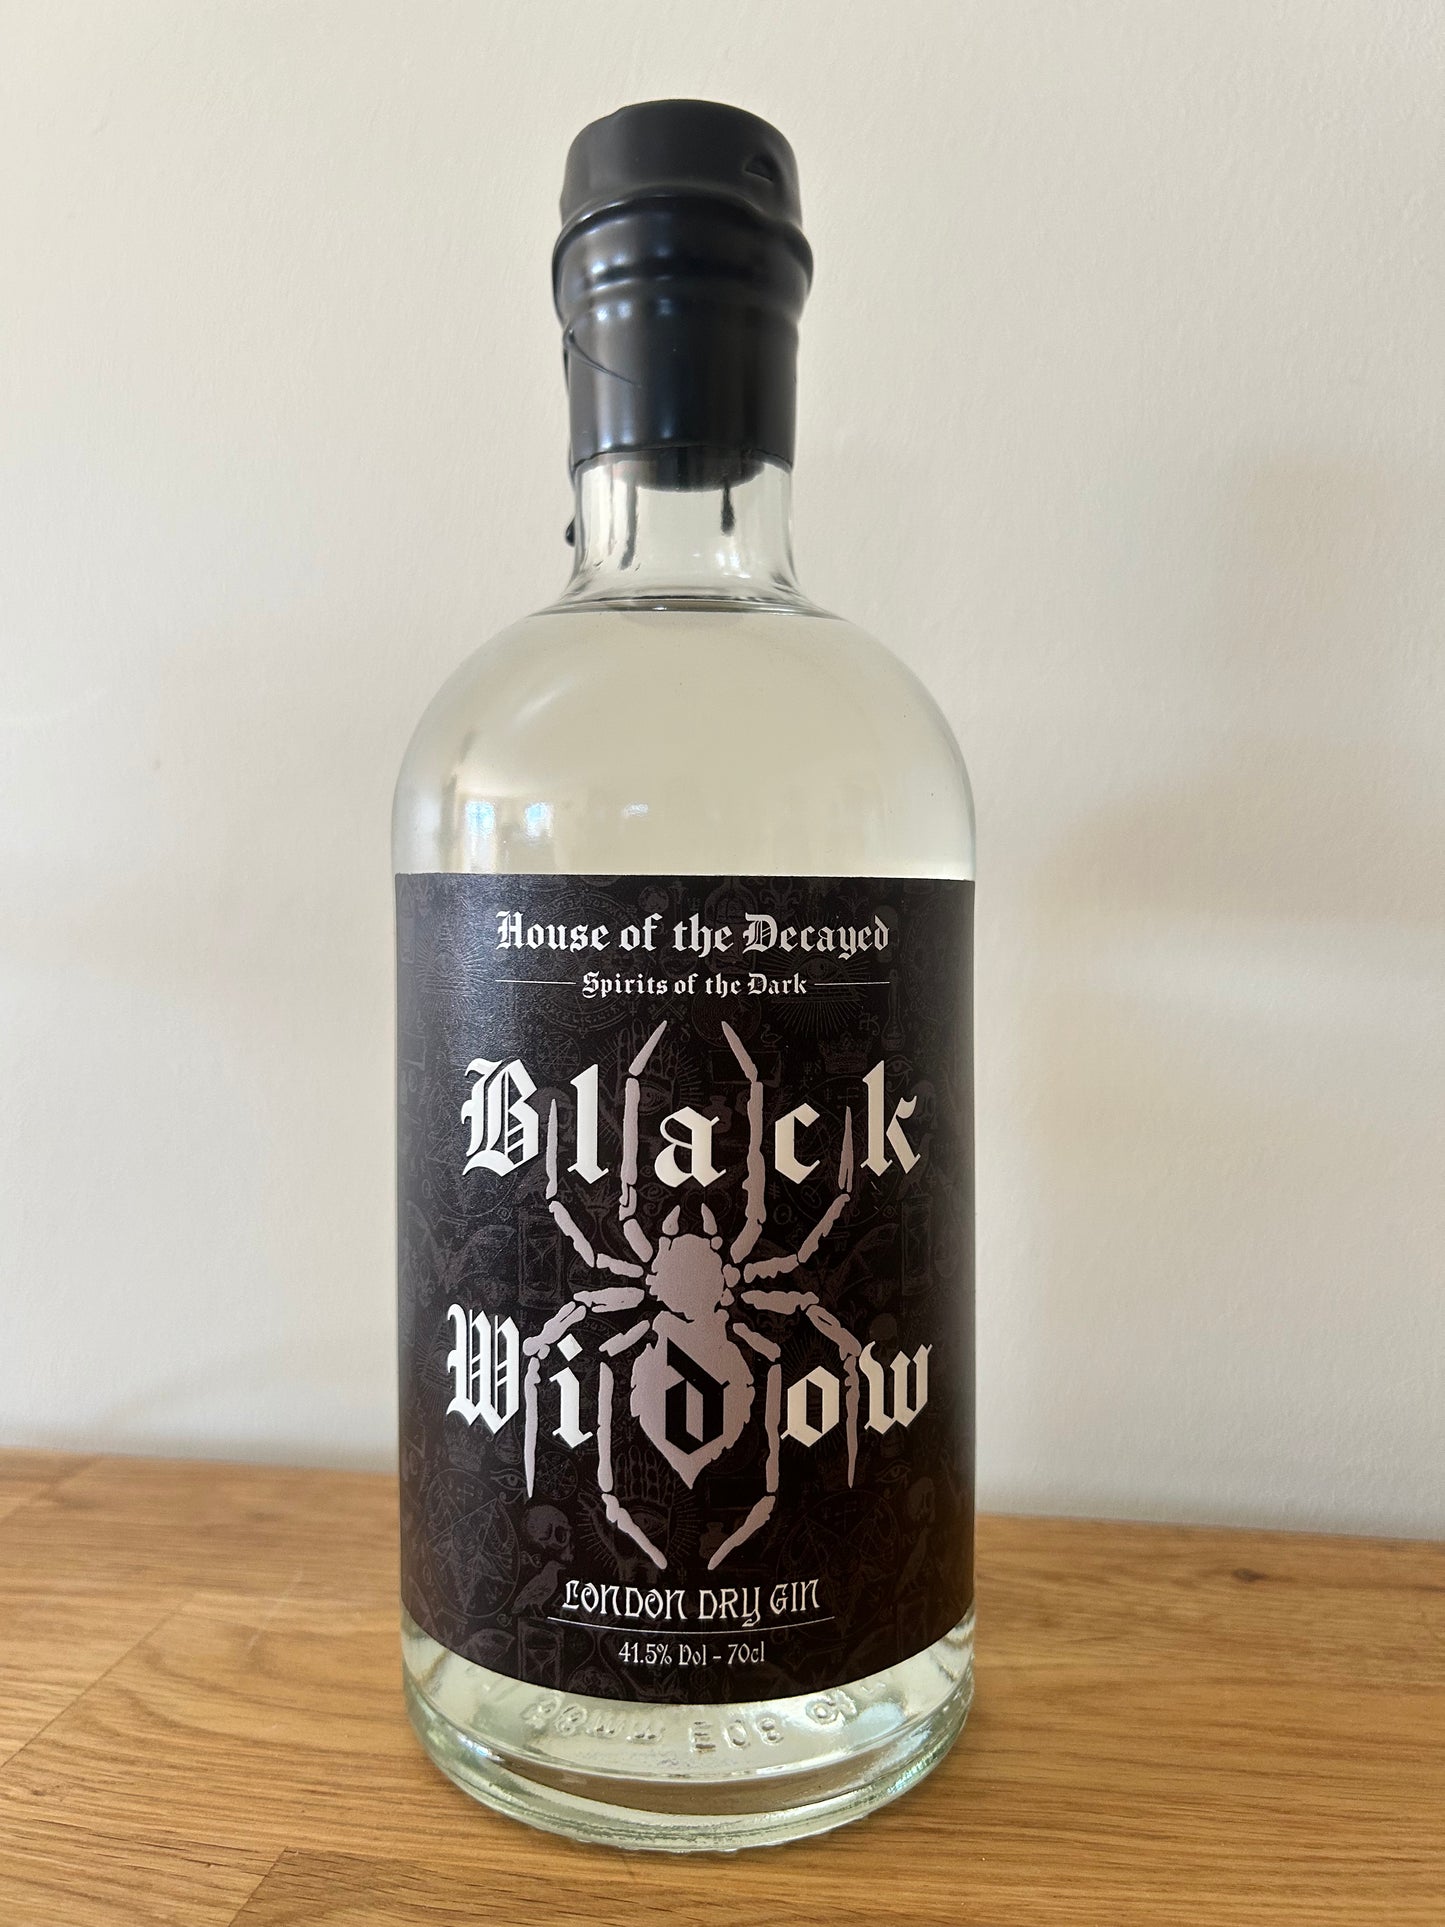 House of the Decayed
Spirits of the Dark
Black
Widow
LONDON DRY GIN
41.5% Vol - 70cl